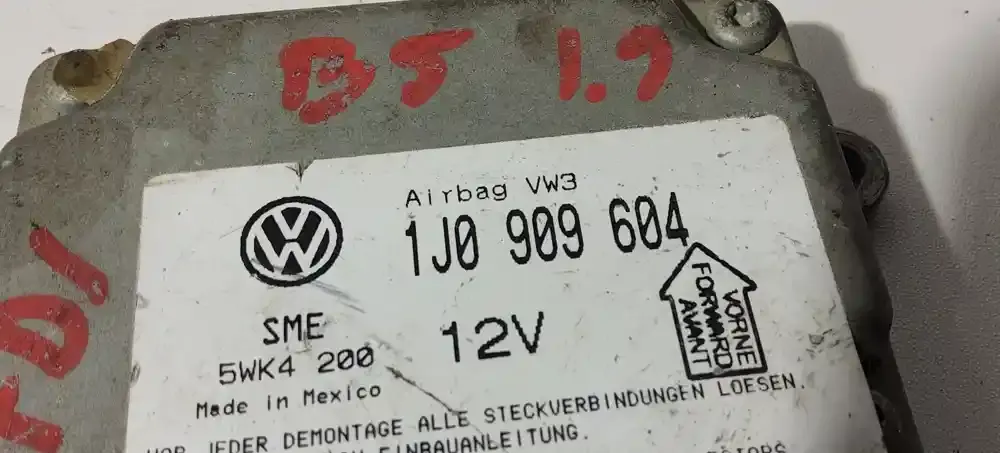 B5 1.9
TDI
Airbag VW3
1J0 909 604
VORNE
FORWARD
AVANT
SME
12V
5WK4 200
Made in Mexico
VOR JEDER DEMONTAGE ALLE STECKVERBINDUNGEN LOESEN.
EINBAUANLEITUNG.